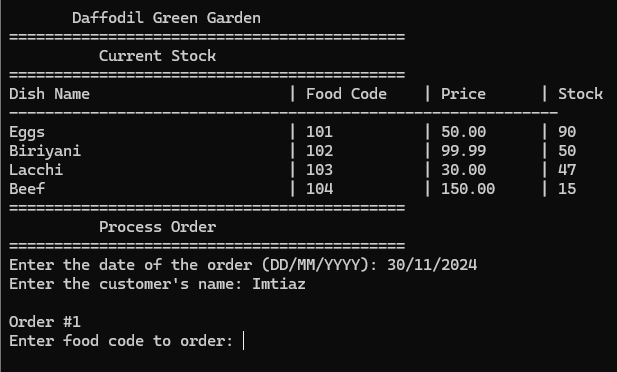 Daffodil Green Garden
============================================
Current Stock
============================================
Dish Name | Food Code | Price | Stock
-------------------------------------------------------------
Eggs | 101 | 50.00 | 90
Biriyani | 102 | 99.99 | 50
Lacchi | 103 | 30.00 | 47
Beef | 104 | 150.00 | 15
============================================
Process Order
============================================
Enter the date of the order (DD/MM/YYYY): 30/11/2024
Enter the customer's name: Imtiaz
Order #1
Enter food code to order: